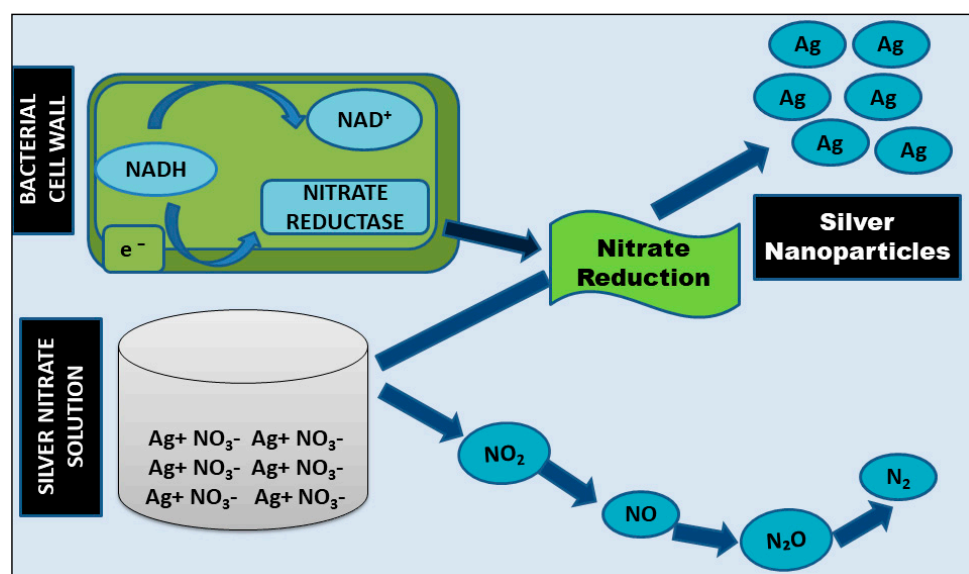 BACTERIAL
CELL WALL
NADH
NAD⁺
NITRATE
REDUCTASE
e⁻
Nitrate
Reduction
Ag
Ag
Ag
Ag
Ag
Ag
Silver
Nanoparticles
SILVER NITRATE
SOLUTION
Ag+ NO₃- Ag+ NO₃-
Ag+ NO₃- Ag+ NO₃-
Ag+ NO₃- Ag+ NO₃-
NO₂
NO
N₂O
N₂